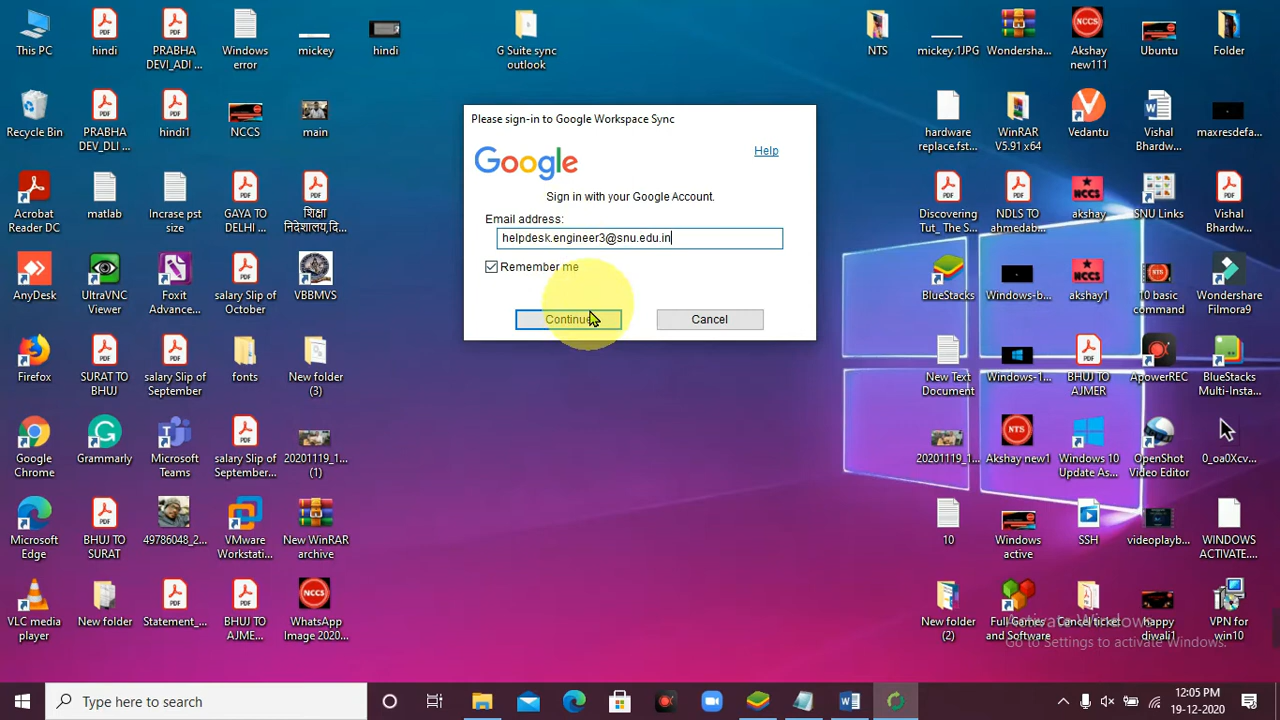 This PC
hindi
PRABHA
DEVI_ADI ...
Windows
error
mickey
hindi
G Suite sync
outlook
NTS
mickey.1JPG
Wondersha...
Akshay
new111
Ubuntu
Folder
Recycle Bin
PRABHA
DEV_DLI ...
hindi1
NCCS
main
hardware
replace.fst...
WinRAR
V5.91 x64
Vedantu
Vishal
Bhardw...
maxresdefa...
Please sign-in to Google Workspace Sync
Google
Help
Sign in with your Google Account.
Email address:
helpdesk.engineer3@snu.edu.in
Remember me
Continue
Cancel
Acrobat
Reader DC
matlab
Incrase pst
size
GAYA TO
DELHI ...
शिक्षा
निदेशालय,दि...
Discovering
Tut_ The S...
NDLS TO
AJMER ...
akshay
SNU Links
Vishal
Bhardw...
AnyDesk
UltraVNC
Viewer
Foxit
Advance...
salary Slip of
October
VBBMVS
BlueStacks
Windows-b...
akshay1
10 basic
command
Wondershare
Filmora9
Firefox
SURAT TO
BHUJ
salary Slip of
September
fonts
New folder
(3)
New Text
Document
Windows-1...
BHUJ TO
AJMER
ApowerREC
BlueStacks
Multi-Insta...
Google
Chrome
Grammarly
Microsoft
Teams
salary Slip of
September...
20201119_1...
(1)
20201119_1...
Akshay new1
Windows 10
Update As...
OpenShot
Video Editor
0_oa0Xcv...
Microsoft
Edge
BHUJ TO
SURAT
49786048_2...
VMware
Workstati...
New WinRAR
archive
10
Windows
active
SSH
videoplayb...
WINDOWS
ACTIVATE....
VLC media
player
New folder
Statement_...
BHUJ TO
AJME...
WhatsApp
Image 2020...
New folder
(2)
Full Games
and Software
Cancel ticket
happy
diwali1
VPN for
win10
Activate Windows
Go to Settings to activate Windows.
Type here to search
12:05 PM
19-12-2020